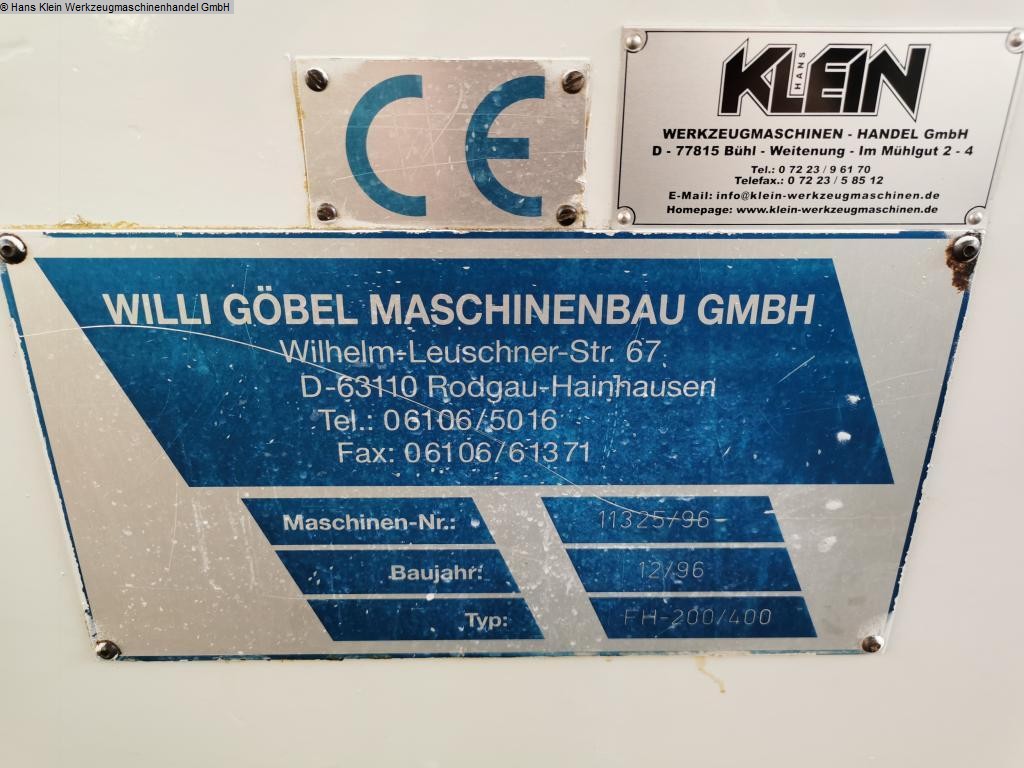 © Hans Klein Werkzeugmaschinenhandel GmbH
CE
HANS
KLEIN
WERKZEUGMASCHINEN - HANDEL GmbH
D - 77815 Bühl - Weitenung - Im Mühlgut 2 - 4
Tel.: 0 72 23 / 9 61 70
Telefax.: 0 72 23 / 5 85 12
E-Mail: info@klein-werkzeugmaschinen.de
Homepage: www.klein-werkzeugmaschinen.de
WILLI GÖBEL MASCHINENBAU GMBH
Wilhelm-Leuschner-Str. 67
D-63110 Rodgau-Hainhausen
Tel.: 06106/5016
Fax: 06106/61371
Maschinen-Nr.: 11325/96-
Baujahr: 12/96
Typ: FH-200/400